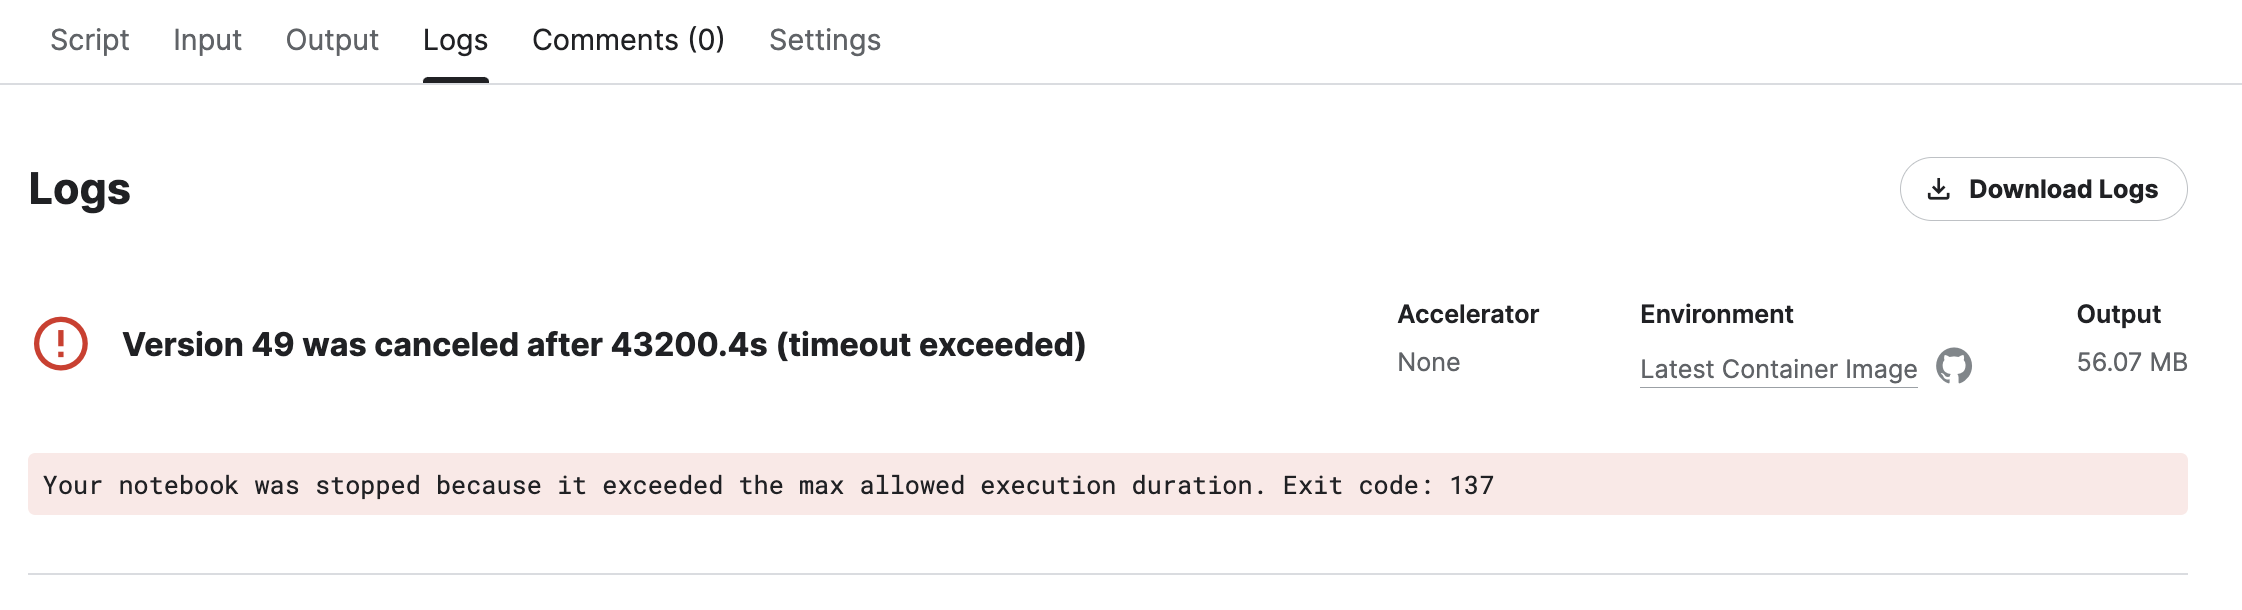 Script Input Output Logs Comments (0) Settings
Logs
Download Logs
Version 49 was canceled after 43200.4s (timeout exceeded)
Accelerator
None
Environment
Latest Container Image
Output
56.07 MB
Your notebook was stopped because it exceeded the max allowed execution duration. Exit code: 137